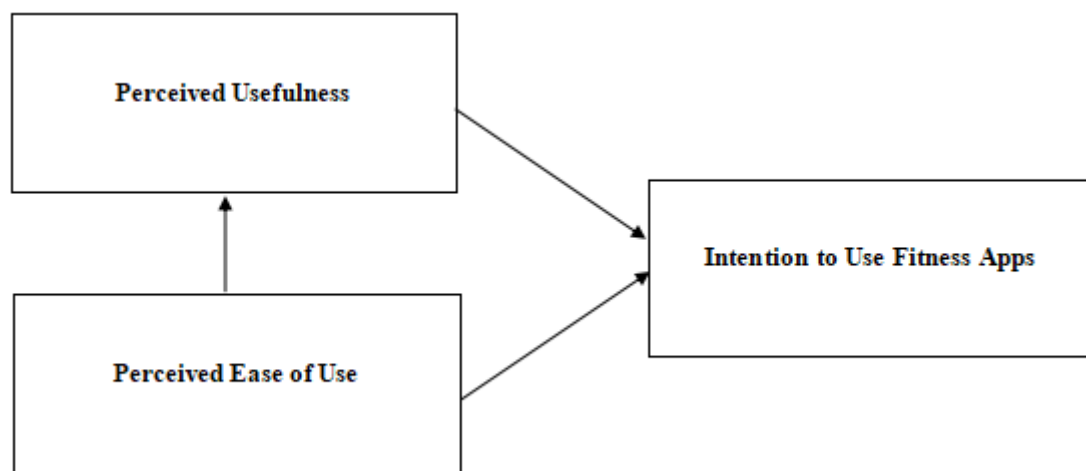 Perceived Usefulness
Intention to Use Fitness Apps
Perceived Ease of Use